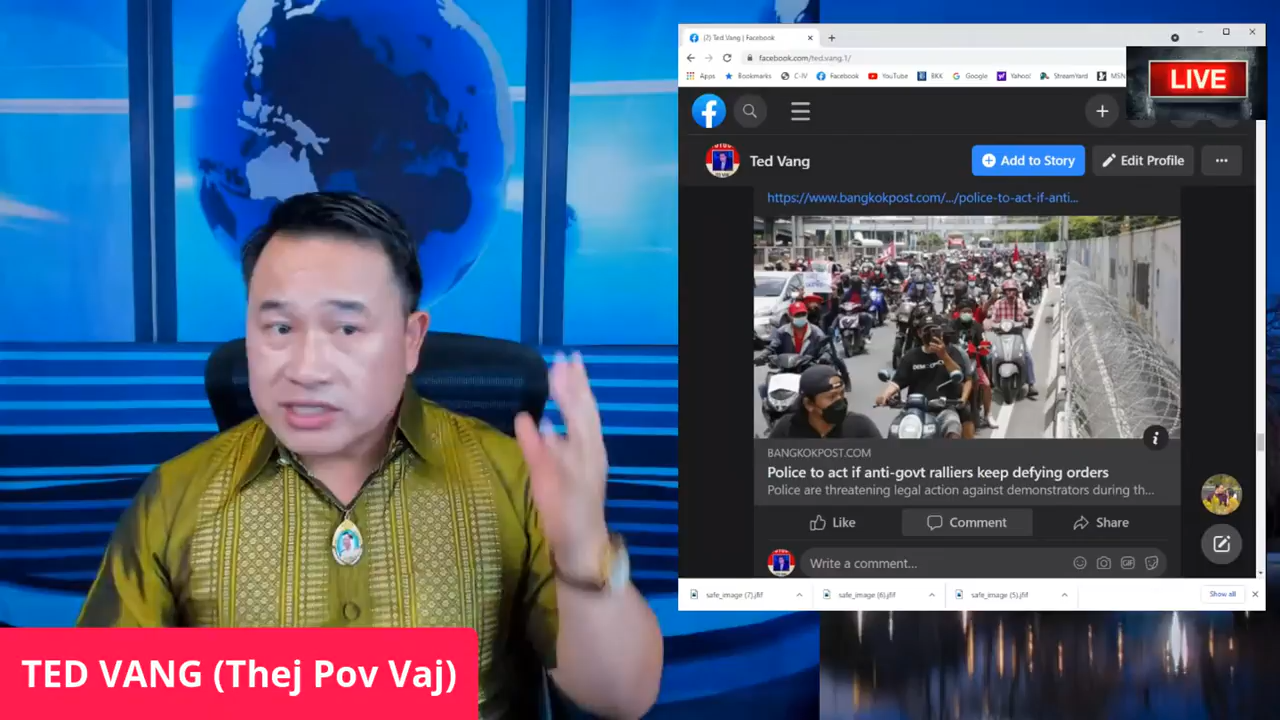 (2) Ted Vang | Facebook
facebook.com/ted.vang.1/
Apps Bookmarks C-IV Facebook YouTube BKK Google Yahoo! StreamYard MSN
LIVE
Ted Vang
Add to Story
Edit Profile
https://www.bangkokpost.com/.../police-to-act-if-anti...
BANGKOKPOST.COM
Police to act if anti-govt ralliers keep defying orders
Police are threatening legal action against demonstrators during th...
Like Comment Share
Write a comment...
GIF
safe_image (7).jfif safe_image (6).jfif safe_image (5).jfif Show all
TED VANG (Thej Pov Vaj)